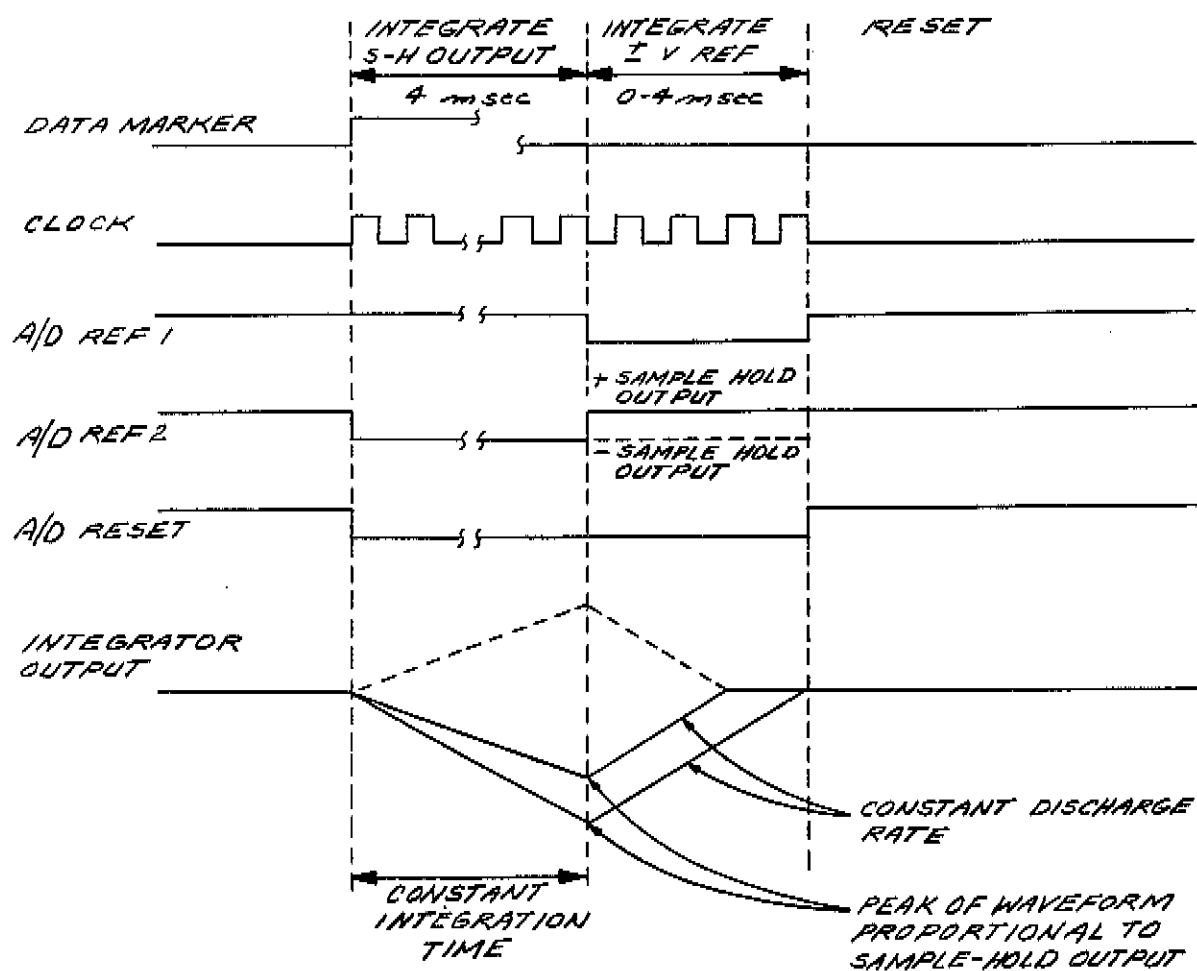 INTEGRATE
S-H OUTPUT
4 msec
INTEGRATE
± V REF
0-4 msec
RESET
DATA MARKER
CLOCK
A/D REF 1
+ SAMPLE HOLD
OUTPUT
A/D REF 2
- SAMPLE HOLD
OUTPUT
A/D RESET
INTEGRATOR
OUTPUT
CONSTANT DISCHARGE
RATE
CONSTANT
INTEGRATION
TIME
PEAK OF WAVEFORM
PROPORTIONAL TO
SAMPLE-HOLD OUTPUT